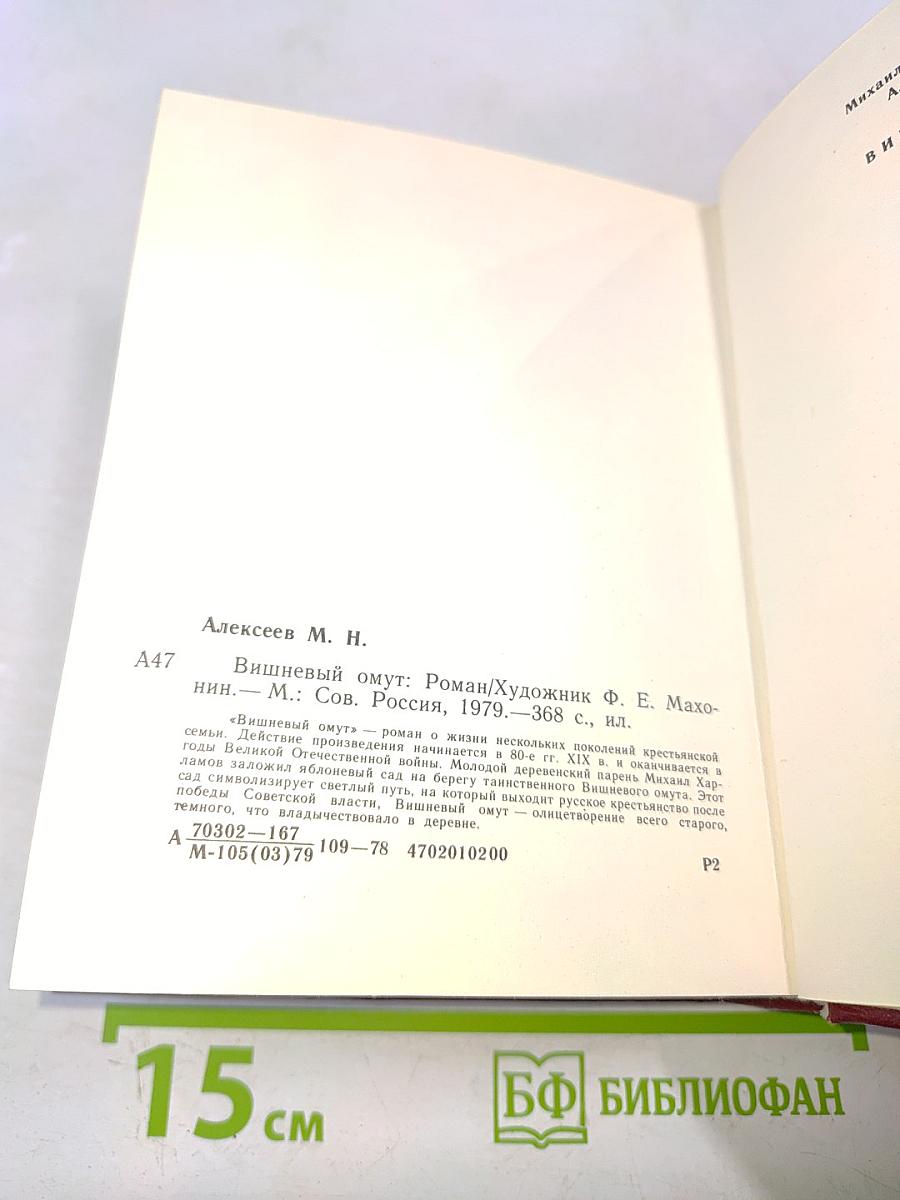 Алексеев М. Н.
А47 Вишневый омут: Роман/Художник Ф. Е. Махо-
нин.— М.: Сов. Россия, 1979.—368 с., ил.
«Вишневый омут» — роман о жизни нескольких поколений крестьянской
семьи. Действие произведения начинается в 80-е гг. XIX в. и оканчивается в
годы Великой Отечественной войны. Молодой деревенский парень Михаил Хар-
ламов заложил яблоневый сад на берегу таинственного Вишневого омута. Этот
сад символизирует светлый путь, на который выходит русское крестьянство после
победы Советской власти, Вишневый омут — олицетворение всего старого,
темного, что владычествовало в деревне.
А 70302—167
М-105(03)79 109—78 4702010200
Р2
15 см
БФ БИБЛИОФАН